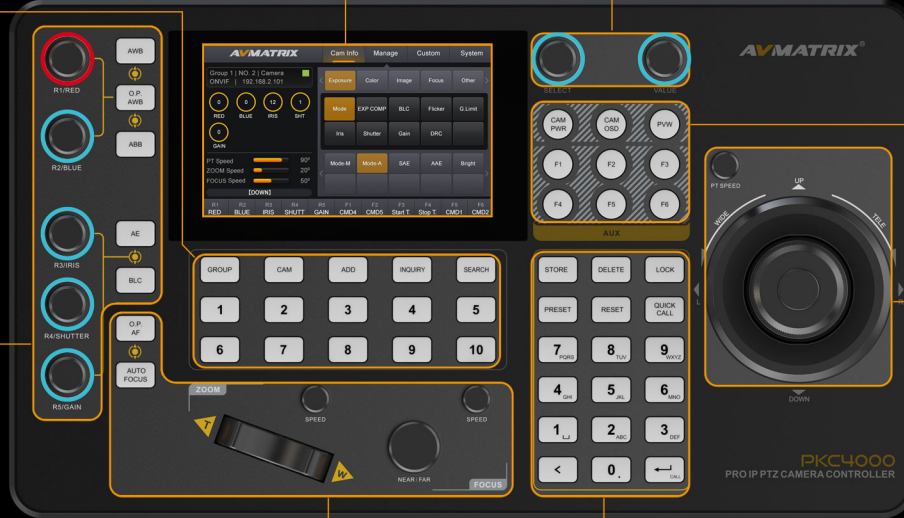 R1/RED
R2/BLUE
R3/IRIS
R4/SHUTTER
R5/GAIN
AWB
O.P.
AWB
ABB
AE
BLC
O.P.
AF
AUTO
FOCUS
AVMATRIX
Cam Info Manage Custom System
Group 1 | NO. 2 | Camera
ONVIF | 192.168.2.101
0 0 12 1
RED BLUE IRIS SHT
0
GAIN
PT Speed 90°
ZOOM Speed 20°
FOCUS Speed 50°
[DOWN]
Exposure Color Image Focus Other
Mode EXP COMP BLC Flicker G.Limit
Iris Shutter Gain DRC
Mode-M Mode-A SAE AAE Bright
R1 R2 R3 R4 R5 F1 F2 F3 F4 F5 F6
RED BLUE IRIS SHUTT GAIN CMD4 CMD5 Start T. Stop T. CMD1 CMD2
GROUP CAM ADD INQUIRY SEARCH
1 2 3 4 5
6 7 8 9 10
ZOOM
T
W
SPEED
SPEED
NEAR | FAR
FOCUS
SELECT VALUE
CAM
PWR
CAM
OSD
PVW
F1 F2 F3
F4 F5 F6
AUX
STORE DELETE LOCK
PRESET RESET QUICK
CALL
7 PQRS 8 TUV 9 WXYZ
4 GHI 5 JKL 6 MNO
1 2 ABC 3 DEF
< 0 . CALL
AVMATRIX®
PT SPEED
UP
WIDE
TELE
L
R
DOWN
PKC4000
PRO IP PTZ CAMERA CONTROLLER